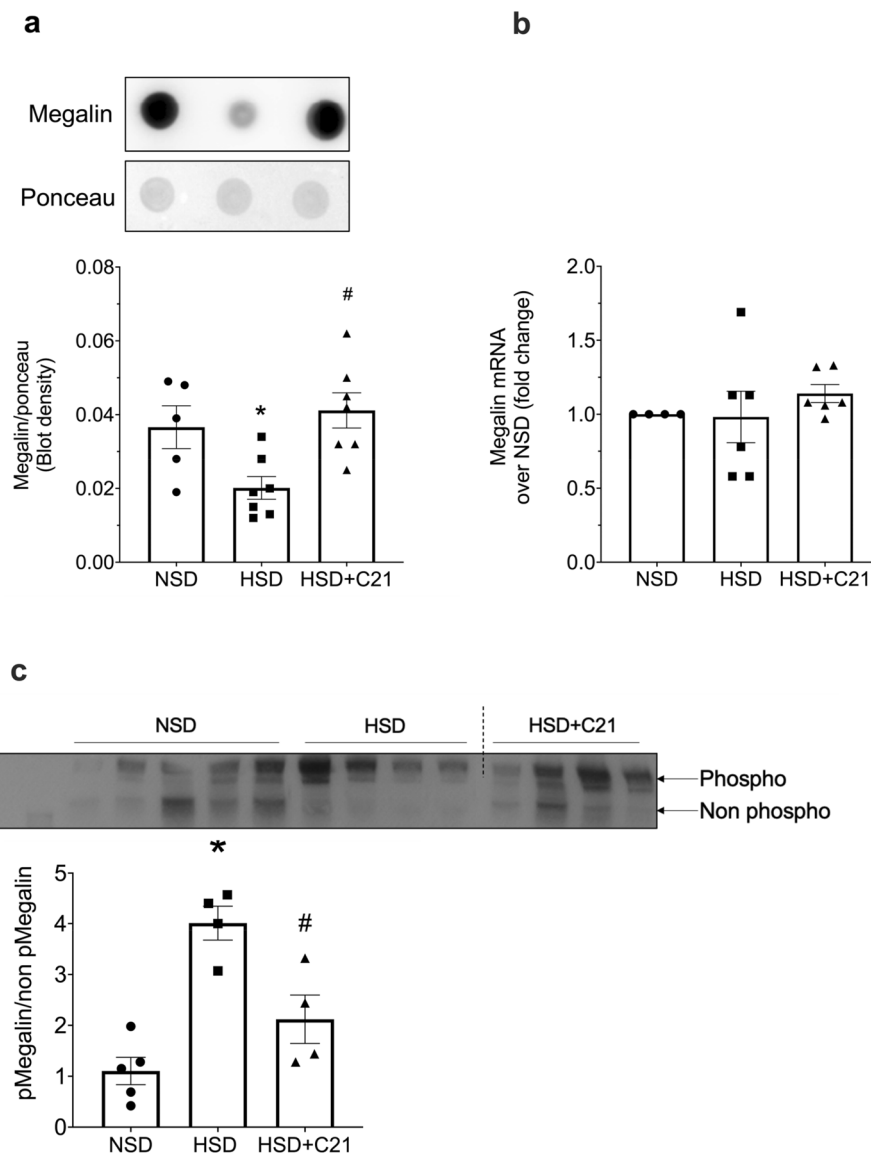 a
Megalin
Ponceau
Megalin/ponceau
(Blot density)
0.08
0.06
0.04
0.02
0.00
*
#
NSD HSD HSD+C21
b
Megalin mRNA
over NSD (fold change)
2.0
1.5
1.0
0.5
0.0
NSD HSD HSD+C21
c
NSD HSD HSD+C21
Phospho
Non phospho
pMegalin/non pMegalin
5
4
3
2
1
0
*
#
NSD HSD HSD+C21